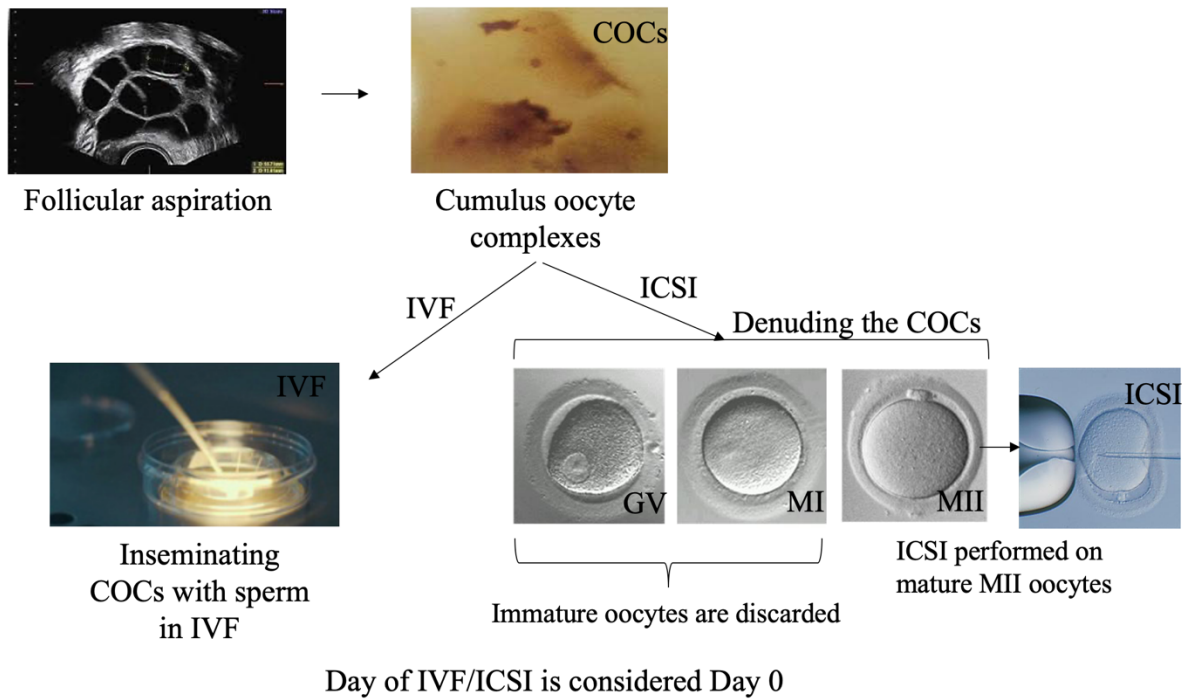 COCs
Follicular aspiration
Cumulus oocyte
complexes
IVF
ICSI
Denuding the COCs
IVF
GV
MI
MII
ICSI
Inseminating
COCs with sperm
in IVF
ICSI performed on
mature MII oocytes
Immature oocytes are discarded
Day of IVF/ICSI is considered Day 0